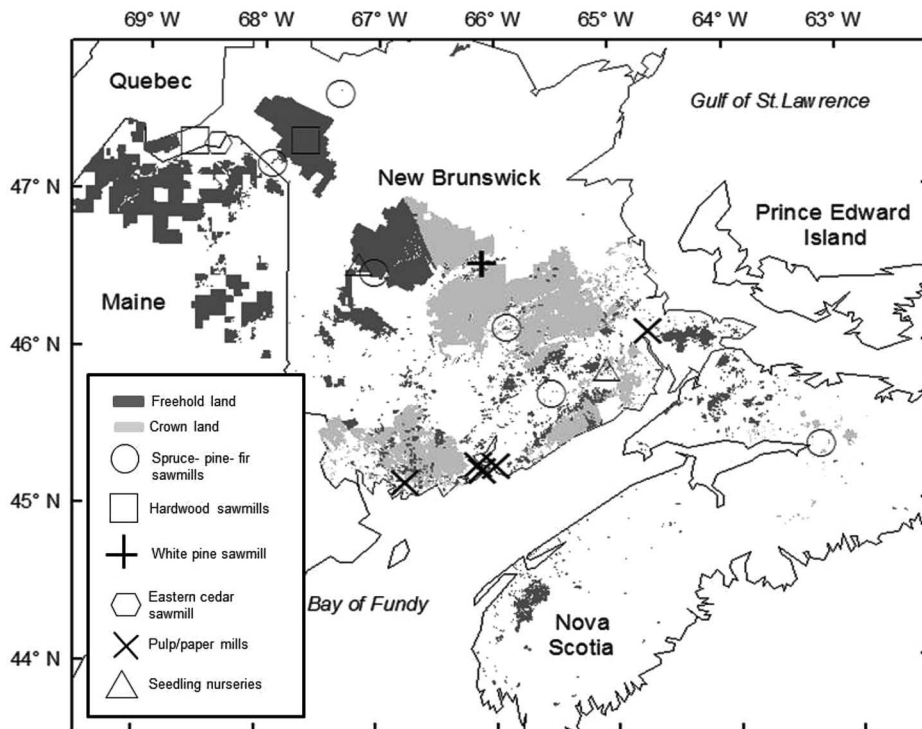 69° W 68° W 67° W 66° W 65° W 64° W 63° W
Quebec
Gulf of St. Lawrence
47° N
New Brunswick
Prince Edward
Island
Maine
46° N
Freehold land
Crown land
Spruce- pine- fir
sawmills
45° N
Hardwood sawmills
White pine sawmill
Eastern cedar
sawmill
Bay of Fundy
Nova
Scotia
Pulp/paper mills
44° N
Seedling nurseries